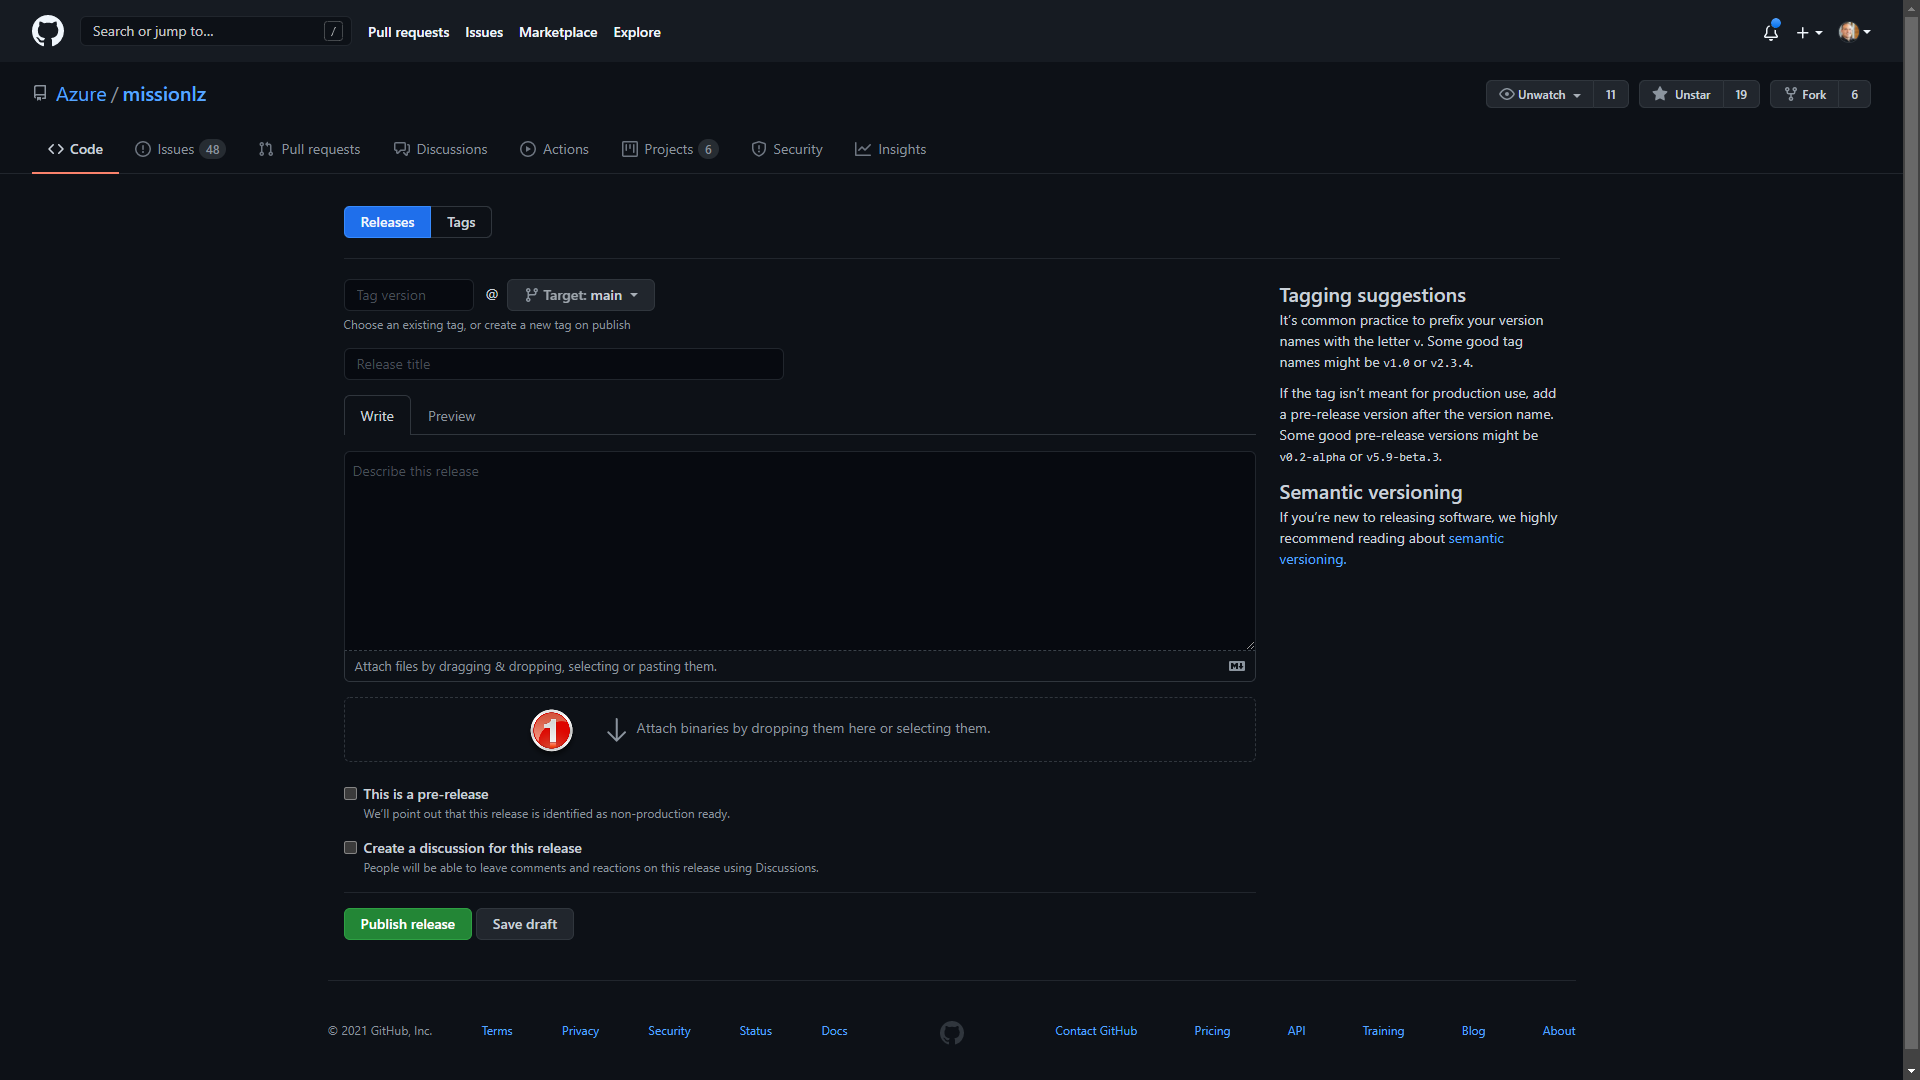 Search or jump to... /
Pull requests Issues Marketplace Explore
Azure / missionlz
Unwatch 11 Unstar 19 Fork 6
Code Issues 48 Pull requests Discussions Actions Projects 6 Security Insights
Releases Tags
Tag version @ Target: main
Choose an existing tag, or create a new tag on publish
Release title
Write Preview
Describe this release
Attach files by dragging & dropping, selecting or pasting them.
1 Attach binaries by dropping them here or selecting them.
This is a pre-release
We’ll point out that this release is identified as non-production ready.
Create a discussion for this release
People will be able to leave comments and reactions on this release using Discussions.
Publish release Save draft
Tagging suggestions
It’s common practice to prefix your version
names with the letter v. Some good tag
names might be v1.0 or v2.3.4.
If the tag isn’t meant for production use, add
a pre-release version after the version name.
Some good pre-release versions might be
v0.2-alpha or v5.9-beta.3.
Semantic versioning
If you’re new to releasing software, we highly
recommend reading about semantic
versioning.
© 2021 GitHub, Inc. Terms Privacy Security Status Docs Contact GitHub Pricing API Training Blog About